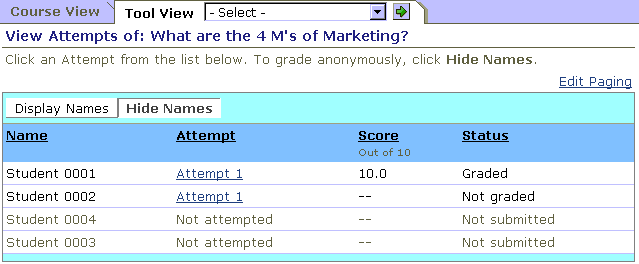 Course View Tool View - Select -
View Attempts of: What are the 4 M's of Marketing?
Click an Attempt from the list below. To grade anonymously, click Hide Names.
Edit Paging
Display Names Hide Names
Name Attempt Score Status
Out of 10
Student 0001 Attempt 1 10.0 Graded
Student 0002 Attempt 1 -- Not graded
Student 0004 Not attempted -- Not submitted
Student 0003 Not attempted -- Not submitted